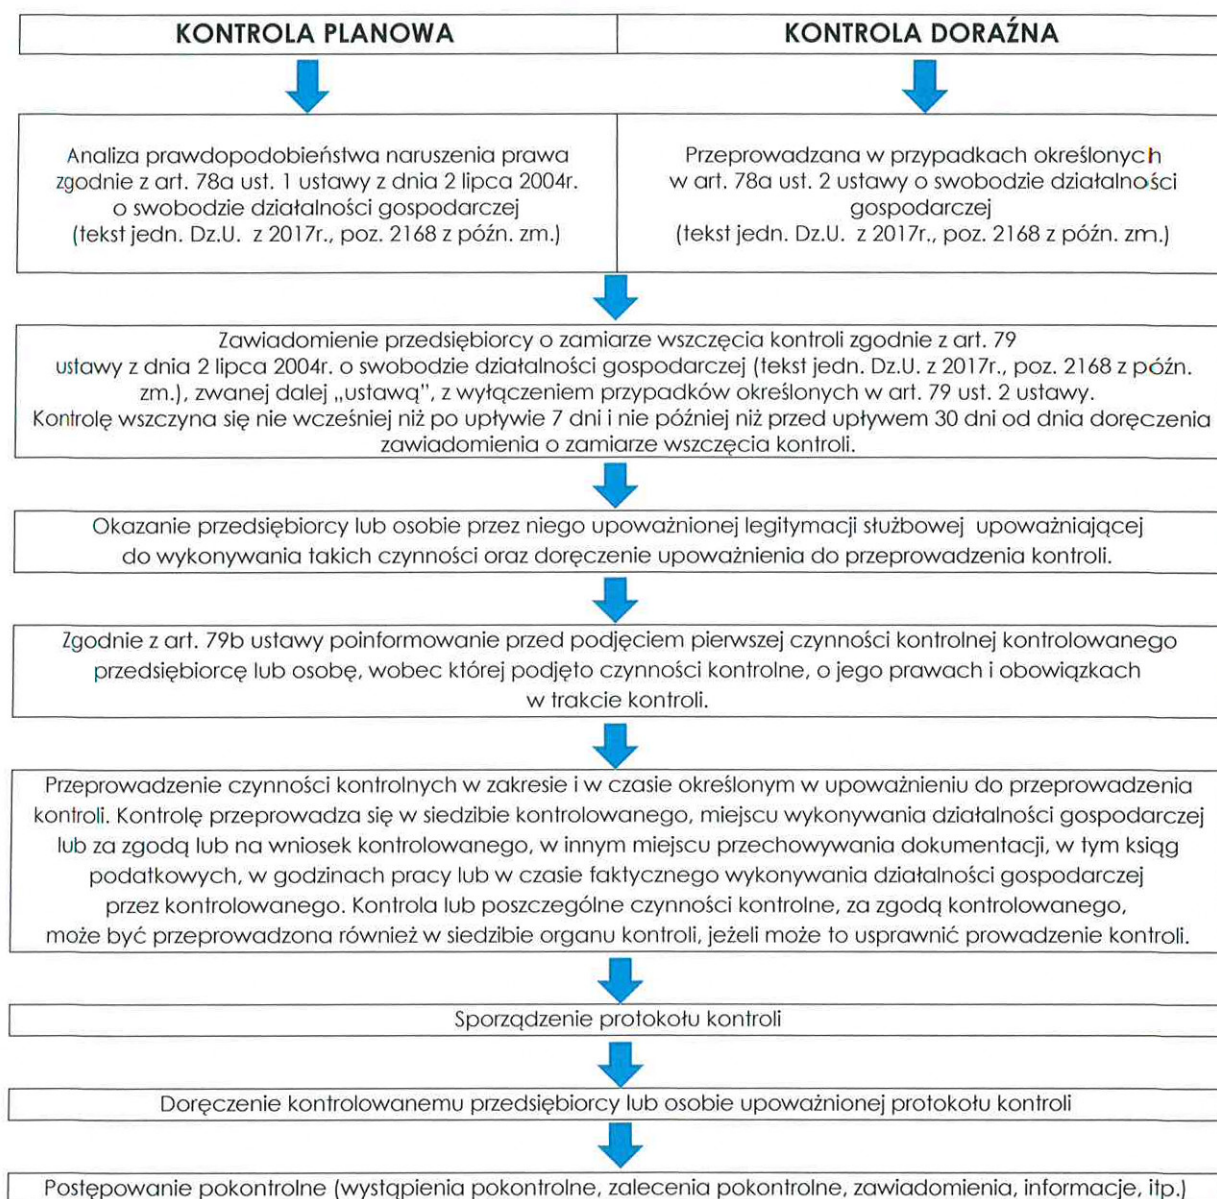 KONTROLA PLANOWA
KONTROLA DORAŹNA
Analiza prawdopodobieństwa naruszenia prawa
zgodnie z art. 78a ust. 1 ustawy z dnia 2 lipca 2004r.
o swobodzie działalności gospodarczej
(tekst jedn. Dz.U. z 2017r., poz. 2168 z późn. zm.)
Przeprowadzana w przypadkach określonych
w art. 78a ust. 2 ustawy o swobodzie działalności
gospodarczej
(tekst jedn. Dz.U. z 2017r., poz. 2168 z późn. zm.)
Zawiadomienie przedsiębiorcy o zamiarze wszczęcia kontroli zgodnie z art. 79
ustawy z dnia 2 lipca 2004r. o swobodzie działalności gospodarczej (tekst jedn. Dz.U. z 2017r., poz. 2168 z późn.
zm.), zwanej dalej „ustawą”, z wyłączeniem przypadków określonych w art. 79 ust. 2 ustawy.
Kontrolę wszczyna się nie wcześniej niż po upływie 7 dni i nie później niż przed upływem 30 dni od dnia doręczenia
zawiadomienia o zamiarze wszczęcia kontroli.
Okazanie przedsiębiorcy lub osobie przez niego upoważnionej legitymacji służbowej upoważniającej
do wykonywania takich czynności oraz doręczenie upoważnienia do przeprowadzenia kontroli.
Zgodnie z art. 79b ustawy poinformowanie przed podjęciem pierwszej czynności kontrolnej kontrolowanego
przedsiębiorcę lub osobę, wobec której podjęto czynności kontrolne, o jego prawach i obowiązkach
w trakcie kontroli.
Przeprowadzenie czynności kontrolnych w zakresie i w czasie określonym w upoważnieniu do przeprowadzenia
kontroli. Kontrolę przeprowadza się w siedzibie kontrolowanego, miejscu wykonywania działalności gospodarczej
lub za zgodą lub na wniosek kontrolowanego, w innym miejscu przechowywania dokumentacji, w tym ksiąg
podatkowych, w godzinach pracy lub w czasie faktycznego wykonywania działalności gospodarczej
przez kontrolowanego. Kontrola lub poszczególne czynności kontrolne, za zgodą kontrolowanego,
może być przeprowadzona również w siedzibie organu kontroli, jeżeli może to usprawnić prowadzenie kontroli.
Sporządzenie protokołu kontroli
Doręczenie kontrolowanemu przedsiębiorcy lub osobie upoważnionej protokołu kontroli
Postępowanie pokontrolne (wystąpienia pokontrolne, zalecenia pokontrolne, zawiadomienia, informacje, itp.)